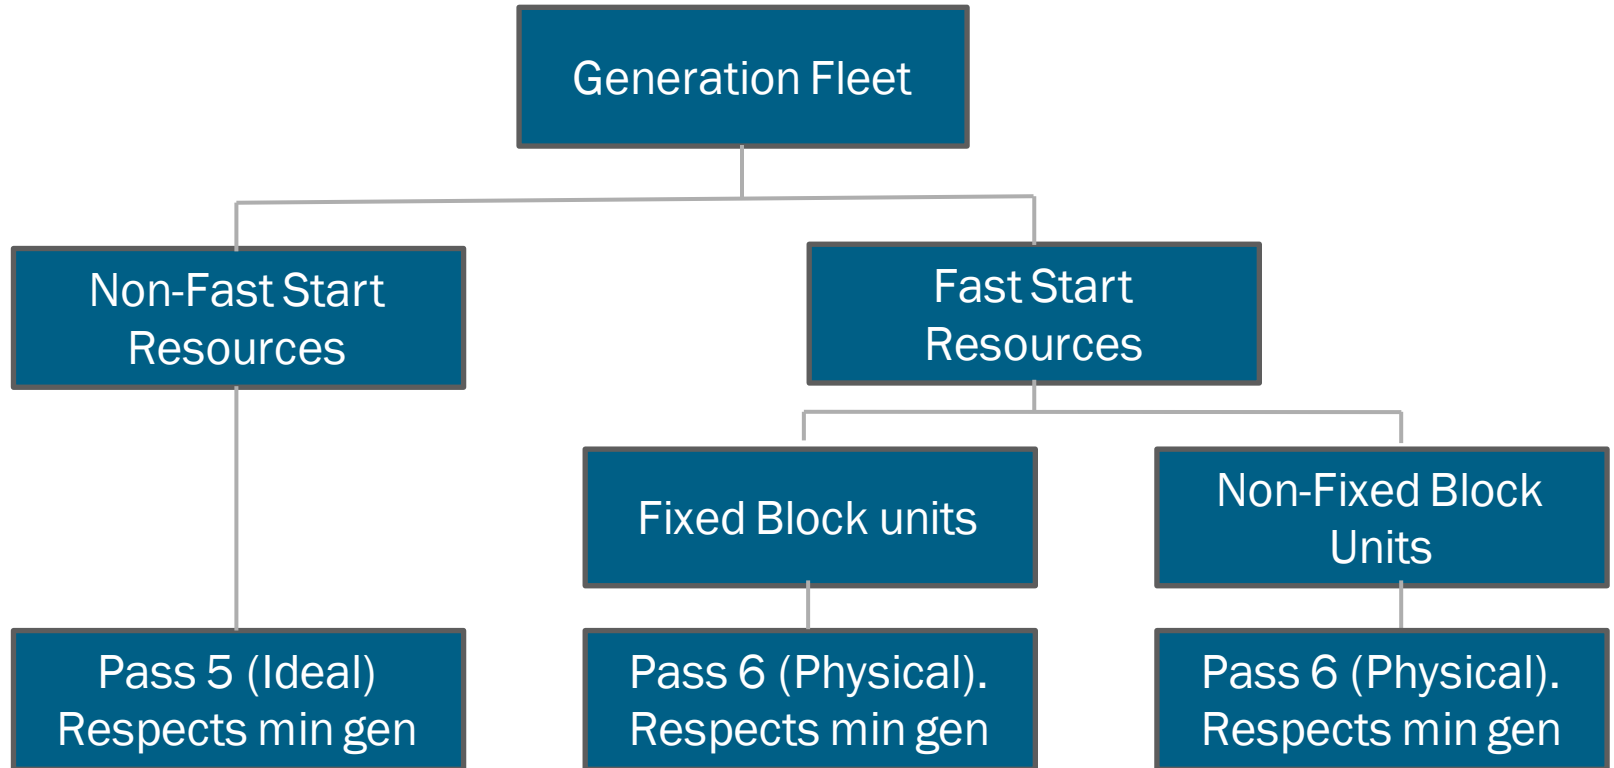 Generation Fleet
Non-Fast Start
Resources
Fast Start
Resources
Fixed Block units
Non-Fixed Block
Units
Pass 5 (Ideal)
Respects min gen
Pass 6 (Physical).
Respects min gen
Pass 6 (Physical).
Respects min gen